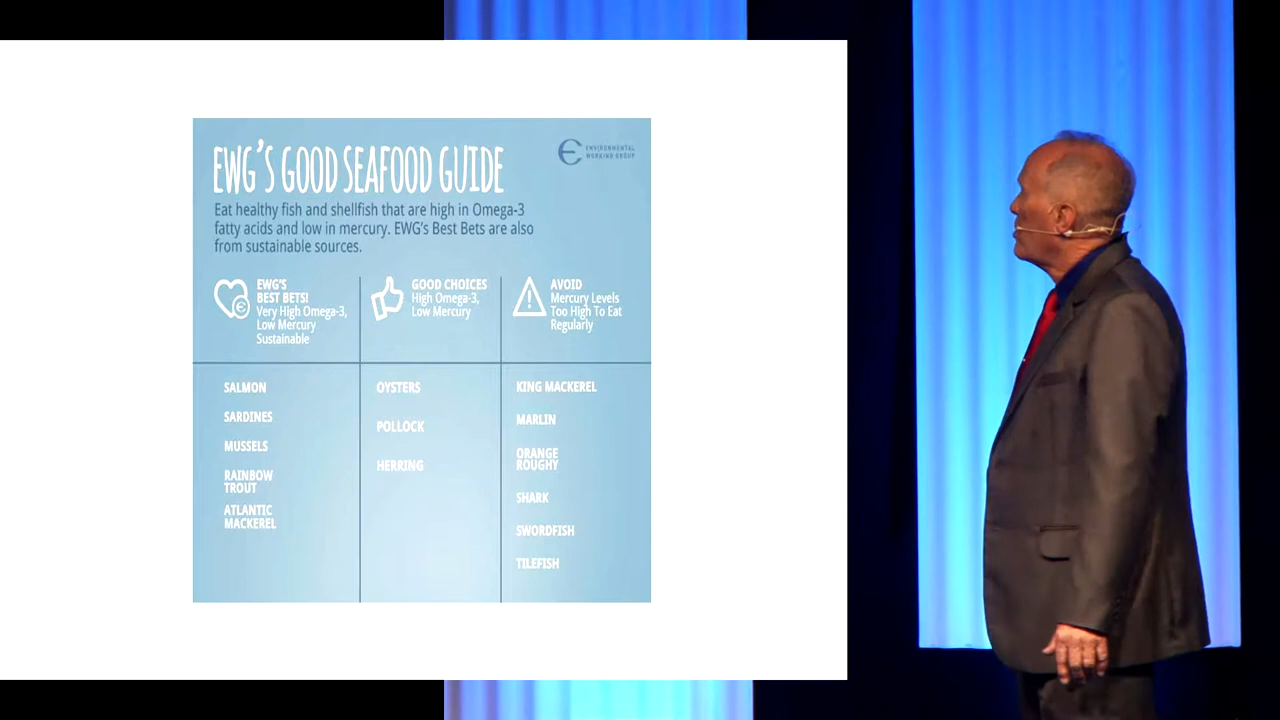 EWG'S GOOD SEAFOOD GUIDE
ENVIRONMENTAL
WORKING GROUP
Eat healthy fish and shellfish that are high in Omega-3
fatty acids and low in mercury. EWG's Best Bets are also
from sustainable sources.
EWG'S
BEST BETS!
Very High Omega-3,
Low Mercury
Sustainable
GOOD CHOICES
High Omega-3,
Low Mercury
AVOID
Mercury Levels
Too High To Eat
Regularly
SALMON
SARDINES
MUSSELS
RAINBOW
TROUT
ATLANTIC
MACKEREL
OYSTERS
POLLOCK
HERRING
KING MACKEREL
MARLIN
ORANGE
ROUGHY
SHARK
SWORDFISH
TILEFISH